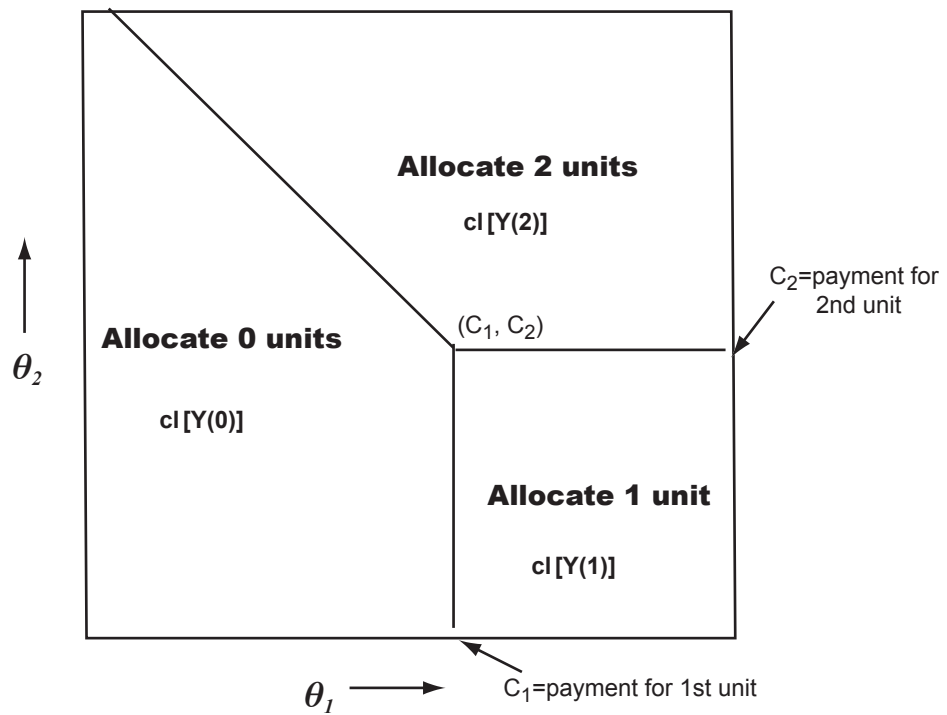 Allocate 2 units
cl [Y(2)]
C₂=payment for
2nd unit
(C₁, C₂)
Allocate 0 units
θ₂
cl [Y(0)]
Allocate 1 unit
cl [Y(1)]
θ₁
C₁=payment for 1st unit